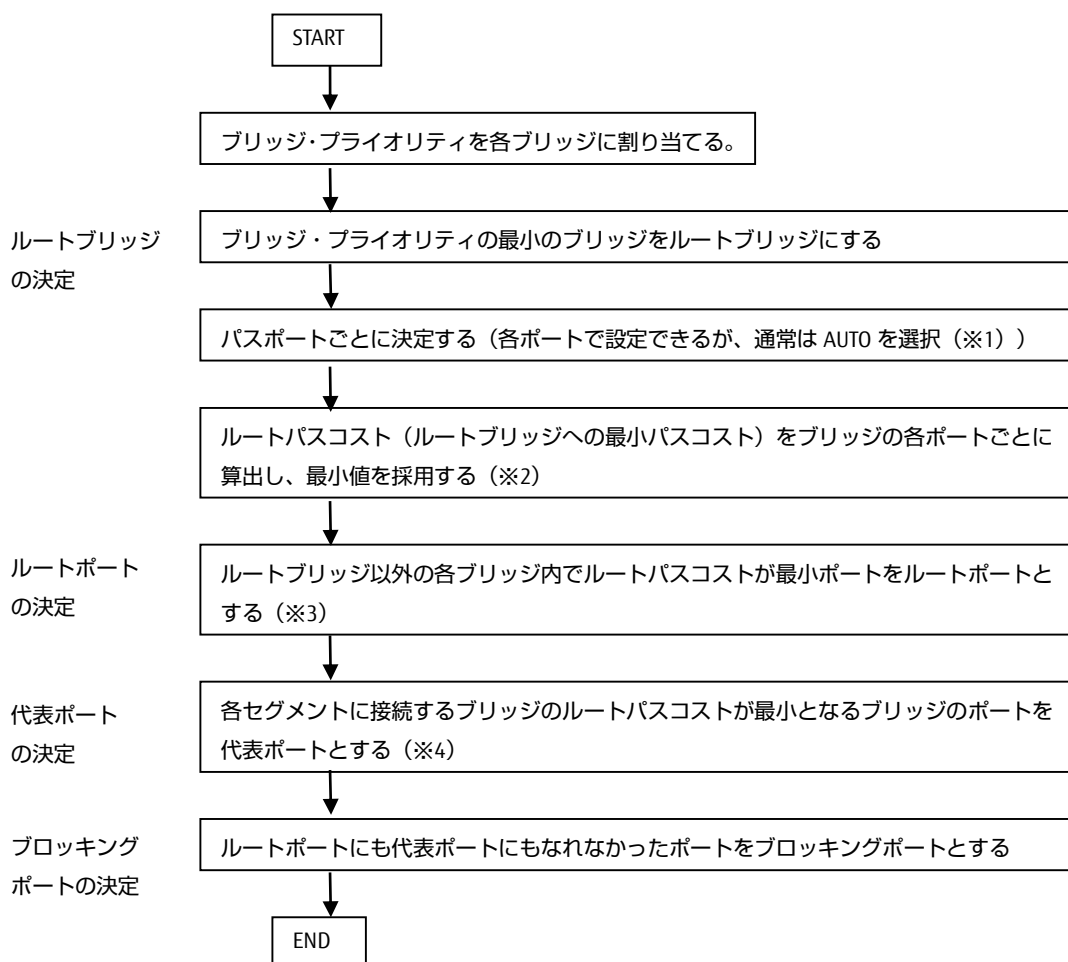 START
ブリッジ・プライオリティを各ブリッジに割り当てる。
ルートブリッジ
の決定
ブリッジ・プライオリティの最小のブリッジをルートブリッジにする
パスポートごとに決定する（各ポートで設定できるが、通常は AUTO を選択（※1））
ルートパスコスト（ルートブリッジへの最小パスコスト）をブリッジの各ポートごとに
算出し、最小値を採用する（※2）
ルートポート
の決定
ルートブリッジ以外の各ブリッジ内でルートパスコストが最小ポートをルートポートと
する（※3）
代表ポート
の決定
各セグメントに接続するブリッジのルートパスコストが最小となるブリッジのポートを
代表ポートとする（※4）
ブロッキング
ポートの決定
ルートポートにも代表ポートにもなれなかったポートをブロッキングポートとする
END